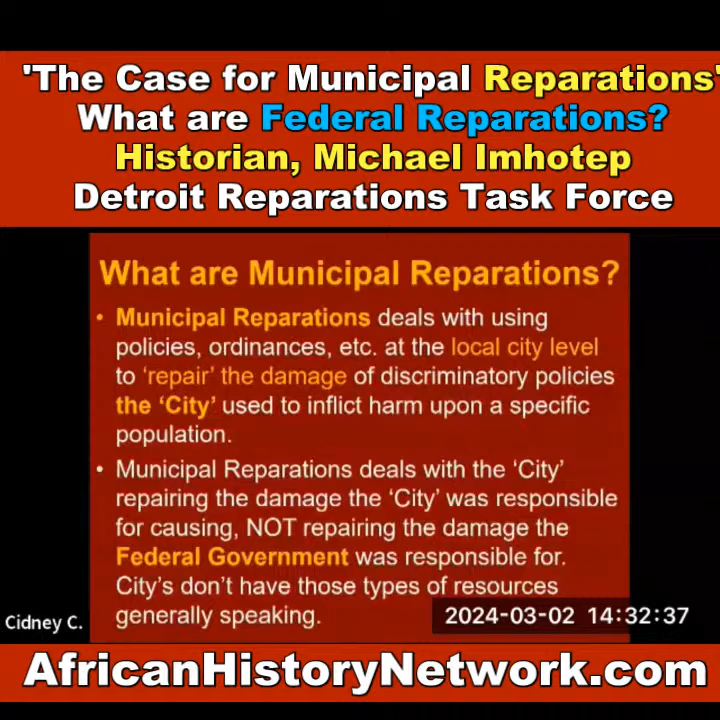 'The Case for Municipal Reparations'
What are Federal Reparations?
Historian, Michael Imhotep
Detroit Reparations Task Force
What are Municipal Reparations?
• Municipal Reparations deals with using
policies, ordinances, etc. at the local city level
to 'repair' the damage of discriminatory policies
the 'City' used to inflict harm upon a specific
population.
• Municipal Reparations deals with the 'City'
repairing the damage the 'City' was responsible
for causing, NOT repairing the damage the
Federal Government was responsible for.
City's don't have those types of resources
generally speaking.
Cidney C.
2024-03-02 14:32:37
AfricanHistoryNetwork.com